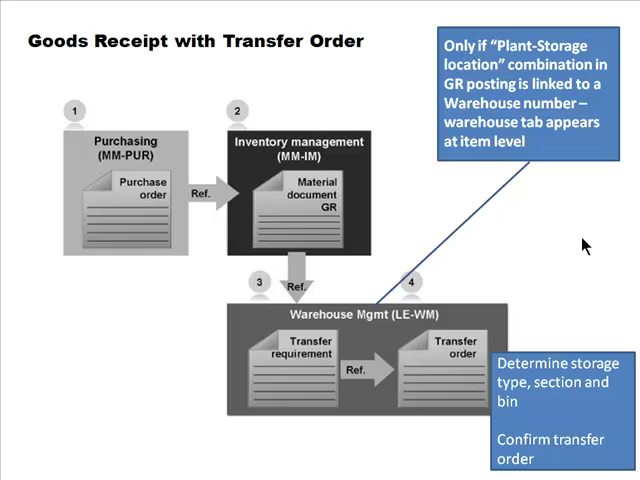 Goods Receipt with Transfer Order
Only if “Plant-Storage
location” combination in
GR posting is linked to a
Warehouse number –
warehouse tab appears
at item level
1
2
Purchasing
(MM-PUR)
Purchase
order
Ref.
Inventory management
(MM-IM)
Material
document
GR
Ref.
3
4
Warehouse Mgmt (LE-WM)
Transfer
requirement
Ref.
Transfer
order
Determine storage
type, section and
bin
Confirm transfer
order